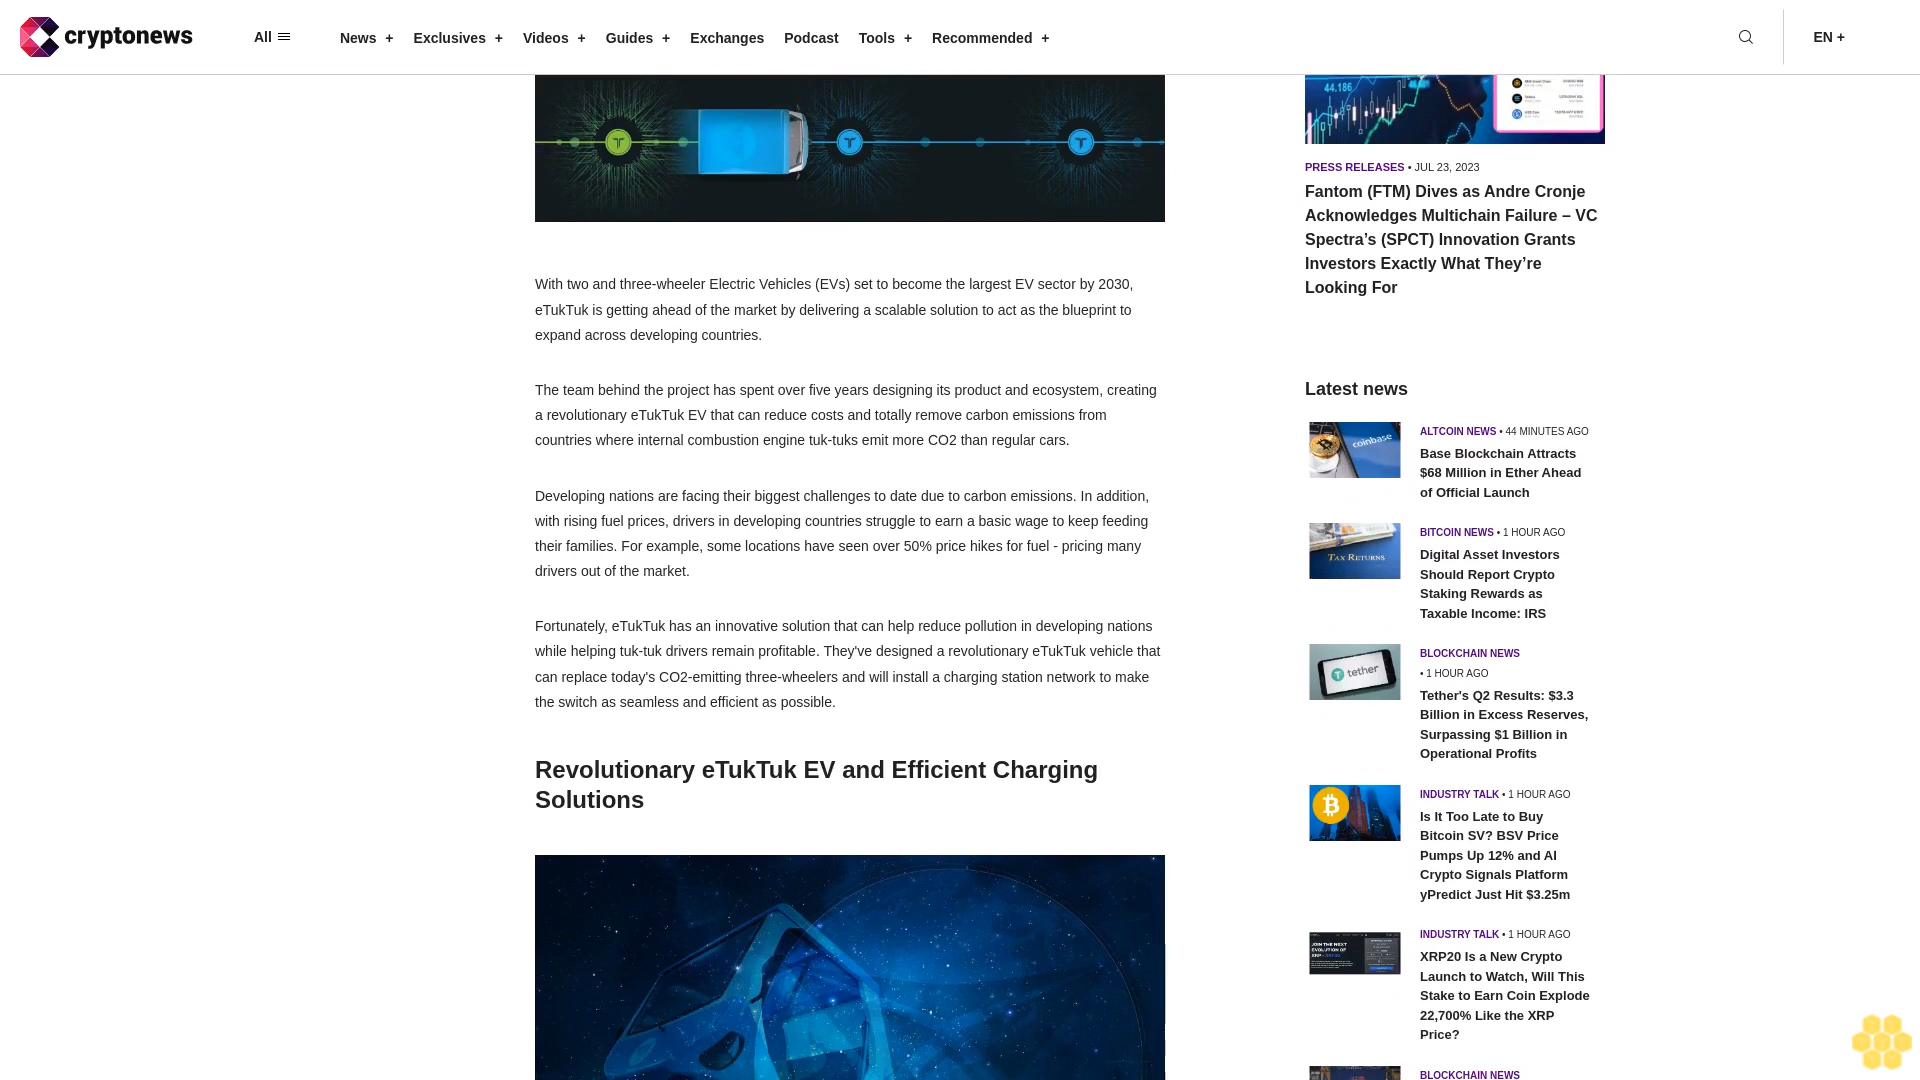 cryptonews
All
News +
Exclusives +
Videos +
Guides +
Exchanges
Podcast
Tools +
Recommended +
EN +
With two and three-wheeler Electric Vehicles (EVs) set to become the largest EV sector by 2030,
eTukTuk is getting ahead of the market by delivering a scalable solution to act as the blueprint to
expand across developing countries.
The team behind the project has spent over five years designing its product and ecosystem, creating
a revolutionary eTukTuk EV that can reduce costs and totally remove carbon emissions from
countries where internal combustion engine tuk-tuks emit more CO2 than regular cars.
Developing nations are facing their biggest challenges to date due to carbon emissions. In addition,
with rising fuel prices, drivers in developing countries struggle to earn a basic wage to keep feeding
their families. For example, some locations have seen over 50% price hikes for fuel - pricing many
drivers out of the market.
Fortunately, eTukTuk has an innovative solution that can help reduce pollution in developing nations
while helping tuk-tuk drivers remain profitable. They've designed a revolutionary eTukTuk vehicle that
can replace today's CO2-emitting three-wheelers and will install a charging station network to make
the switch as seamless and efficient as possible.
Revolutionary eTukTuk EV and Efficient Charging
Solutions
44.186
PRESS RELEASES • JUL 23, 2023
Fantom (FTM) Dives as Andre Cronje
Acknowledges Multichain Failure – VC
Spectra’s (SPCT) Innovation Grants
Investors Exactly What They’re
Looking For
Latest news
coinbase
ALTCOIN NEWS • 44 MINUTES AGO
Base Blockchain Attracts
$68 Million in Ether Ahead
of Official Launch
TAX RETURNS
BITCOIN NEWS • 1 HOUR AGO
Digital Asset Investors
Should Report Crypto
Staking Rewards as
Taxable Income: IRS
tether
BLOCKCHAIN NEWS
• 1 HOUR AGO
Tether's Q2 Results: $3.3
Billion in Excess Reserves,
Surpassing $1 Billion in
Operational Profits
INDUSTRY TALK • 1 HOUR AGO
Is It Too Late to Buy
Bitcoin SV? BSV Price
Pumps Up 12% and AI
Crypto Signals Platform
yPredict Just Hit $3.25m
JOIN THE NEXT
EVOLUTION OF
INDUSTRY TALK • 1 HOUR AGO
XRP20 Is a New Crypto
Launch to Watch, Will This
Stake to Earn Coin Explode
22,700% Like the XRP
Price?
BLOCKCHAIN NEWS